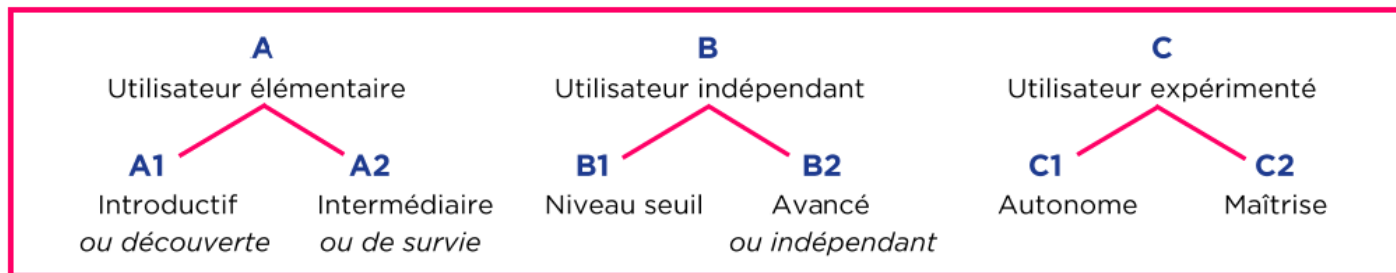 A
Utilisateur élémentaire
A1
Introductif
ou découverte
A2
Intermédiaire
ou de survie
B
Utilisateur indépendant
B1
Niveau seuil
B2
Avancé
ou indépendant
C
Utilisateur expérimenté
C1
Autonome
C2
Maîtrise